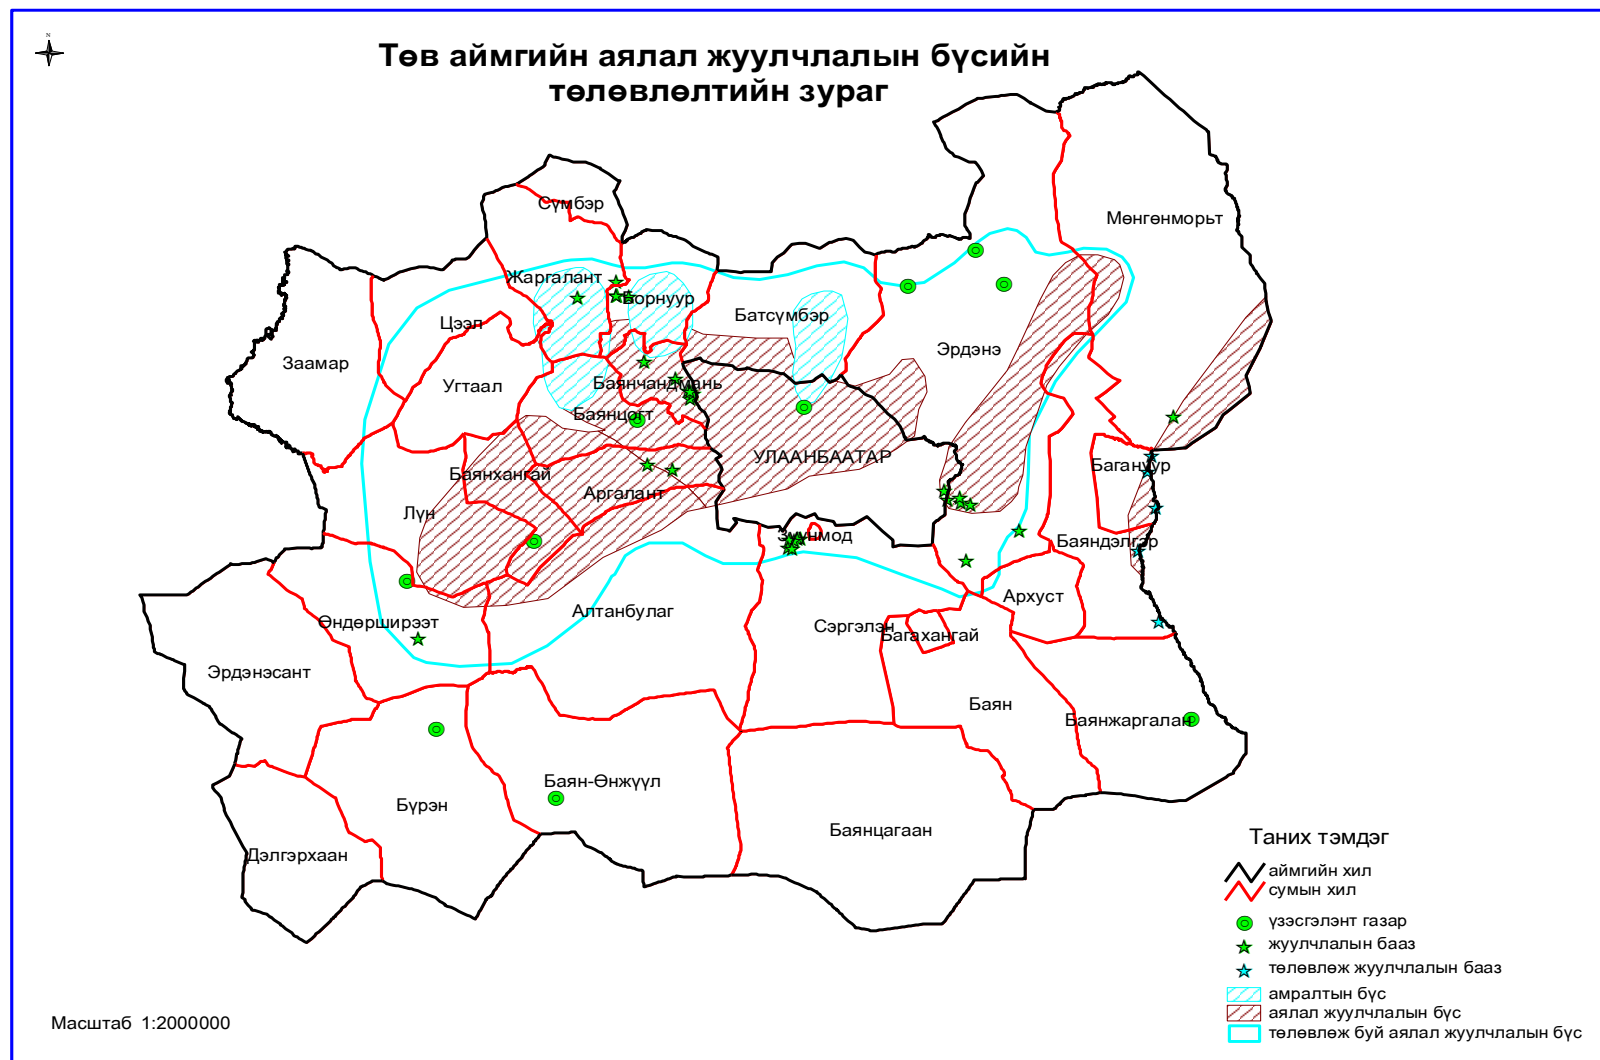 N
Төв аймгийн аялал жуулчлалын бүсийн
төлөвлөлтийн зураг
Сүмбэр
Мөнгөнморьт
Жаргалант
Борнуур
Батсүмбэр
Цээл
Эрдэнэ
Заамар
Угтаал
Баянчандмань
Баянцогт
УЛААНБААТАР
Багануур
Баянхангай
Аргалант
Лүн
Зуунмод
Баяндэлгэр
Архуст
Алтанбулаг
Өндөрширээт
Сэргэлэн
Багахангай
Эрдэнэсант
Баян
Баянжаргалан
Баян-Өнжүүл
Бүрэн
Баянцагаан
Дэлгэрхаан
Таних тэмдэг
аймгийн хил
сумын хил
үзэсгэлэнт газар
жуулчлалын бааз
төлөвлөж жуулчлалын бааз
амралтын бүс
аялал жуулчлалын бүс
төлөвлөж буй аялал жуулчлалын бүс
Масштаб 1:2000000